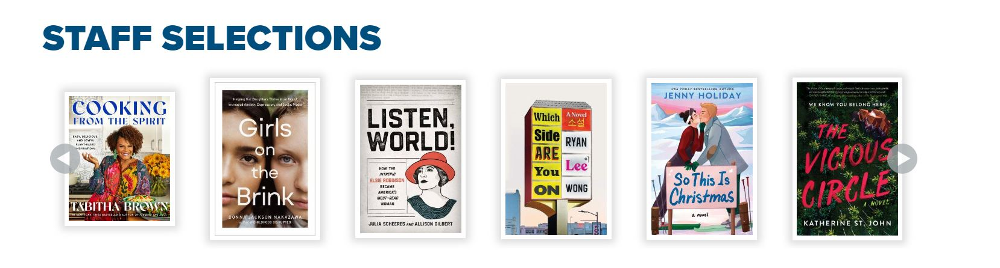 STAFF SELECTIONS
COOKING
FROM THE SPIRIT
EASY, DELICIOUS,
AND JOYFUL
PLANT-BASED
INSPIRATIONS
TABITHA BROWN
#1 NEW YORK TIMES BESTSELLING AUTHOR OF FEEDING THE SOUL
Helping Our Daughters Thrive in an Era of
Increased Anxiety, Depression, and Social Media
Girls
on
the
Brink
DONNA JACKSON NAKAZAWA
author of CHILDHOOD DISRUPTED
LISTEN,
WORLD!
HOW THE
INTREPID
ELSIE ROBINSON
BECAME
AMERICA'S
MOST-READ
WOMAN
JULIA SCHEERES AND ALLISON GILBERT
Which
Side
ARE
You
ON
A Novel
소설
RYAN
Lee
이
WONG
USA TODAY BESTSELLING AUTHOR
JENNY HOLIDAY
So This Is
Christmas
a novel
WE KNOW YOU BELONG HERE
THE
VICIOUS
CIRCLE
A NOVEL
KATHERINE ST. JOHN